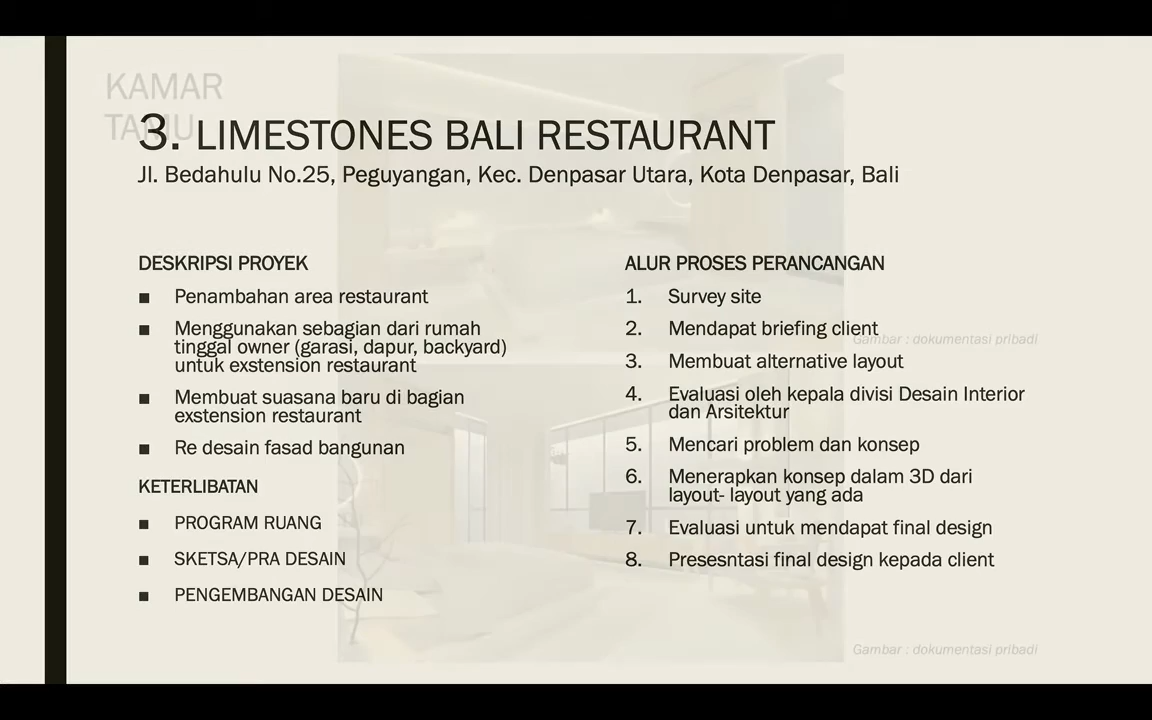 KAMAR
TAMU
3. LIMESTONES BALI RESTAURANT
Jl. Bedahulu No.25, Peguyangan, Kec. Denpasar Utara, Kota Denpasar, Bali
DESKRIPSI PROYEK
■ Penambahan area restaurant
■ Menggunakan sebagian dari rumah
tinggal owner (garasi, dapur, backyard)
untuk exstension restaurant
■ Membuat suasana baru di bagian
exstension restaurant
■ Re desain fasad bangunan
KETERLIBATAN
■ PROGRAM RUANG
■ SKETSA/PRA DESAIN
■ PENGEMBANGAN DESAIN
ALUR PROSES PERANCANGAN
1. Survey site
2. Mendapat briefing client
Gambar : dokumentasi pribadi
3. Membuat alternative layout
4. Evaluasi oleh kepala divisi Desain Interior
dan Arsitektur
5. Mencari problem dan konsep
6. Menerapkan konsep dalam 3D dari
layout- layout yang ada
7. Evaluasi untuk mendapat final design
8. Presesntasi final design kepada client
Gambar : dokumentasi pribadi